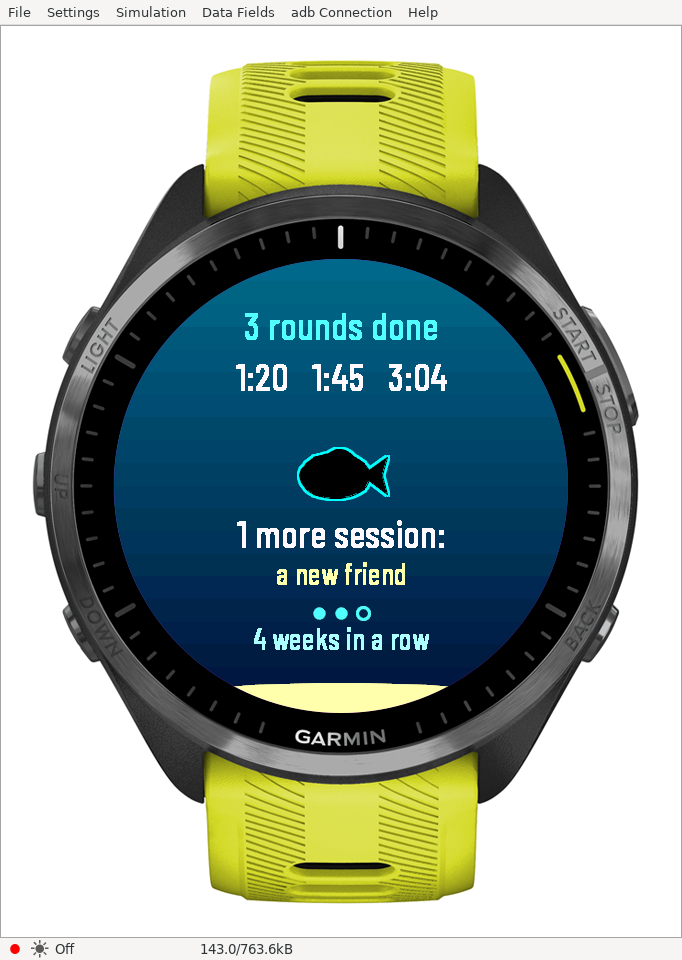 File Settings Simulation Data Fields adb Connection Help
START
STOP
LIGHT
UP
DOWN
BACK
3 rounds done
1:20 1:45 3:04
1 more session:
a new friend
4 weeks in a row
GARMIN
Off 143.0/763.6kB